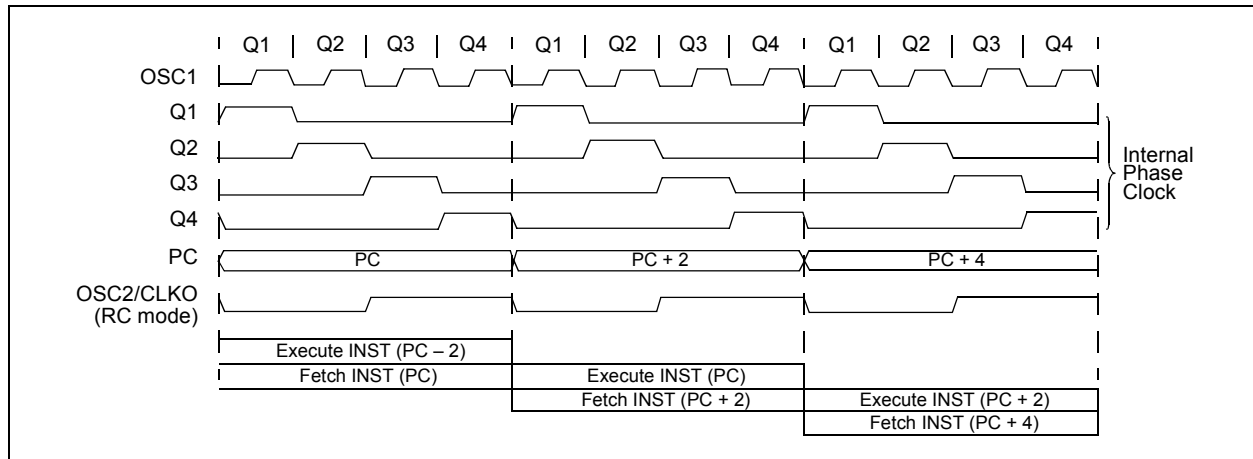 Q1 | Q2 | Q3 | Q4 | Q1 | Q2 | Q3 | Q4 | Q1 | Q2 | Q3 | Q4
OSC1
Q1
Q2
Q3
Q4
Internal
Phase
Clock
PC
PC
PC + 2
PC + 4
OSC2/CLKO
(RC mode)
Execute INST (PC – 2)
Fetch INST (PC)
Execute INST (PC)
Fetch INST (PC + 2)
Execute INST (PC + 2)
Fetch INST (PC + 4)